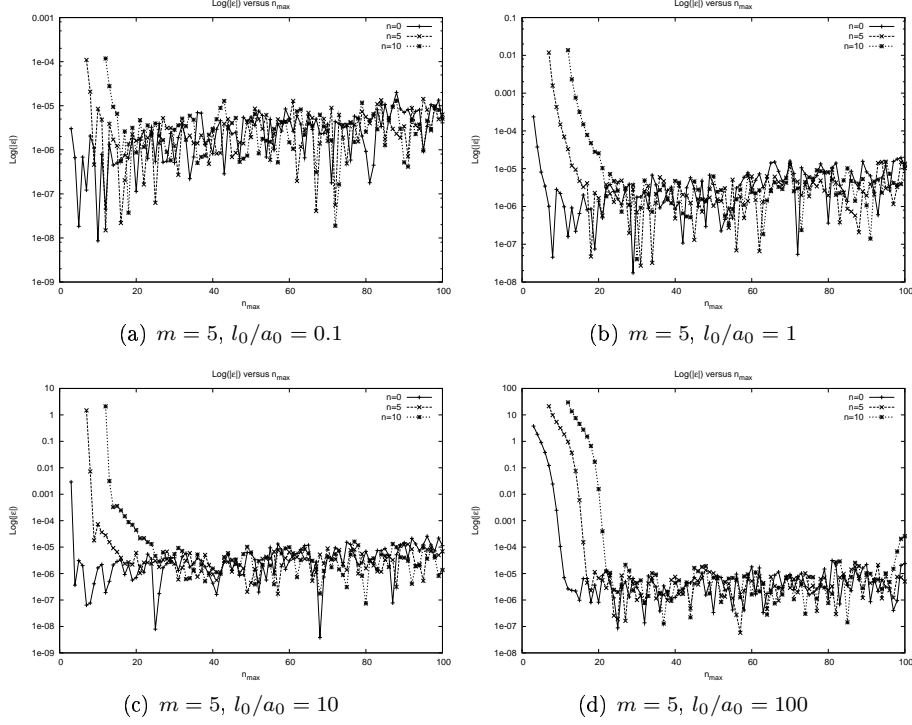 Log(|ε|) versus n_max
Log(|ε|)
0.001
1e-04
1e-05
1e-06
1e-07
1e-08
1e-09
0 20 40 60 80 100
n_max
n=0
n=5
n=10
(a) m = 5, l_0/a_0 = 0.1
Log(|ε|) versus n_max
Log(|ε|)
0.1
0.01
0.001
1e-04
1e-05
1e-06
1e-07
1e-08
0 20 40 60 80 100
n_max
n=0
n=5
n=10
(b) m = 5, l_0/a_0 = 1
Log(|ε|) versus n_max
Log(|ε|)
10
1
0.1
0.01
0.001
1e-04
1e-05
1e-06
1e-07
1e-08
1e-09
0 20 40 60 80 100
n_max
n=0
n=5
n=10
(c) m = 5, l_0/a_0 = 10
Log(|ε|) versus n_max
Log(|ε|)
100
10
1
0.1
0.01
0.001
1e-04
1e-05
1e-06
1e-07
1e-08
0 20 40 60 80 100
n_max
n=0
n=5
n=10
(d) m = 5, l_0/a_0 = 100